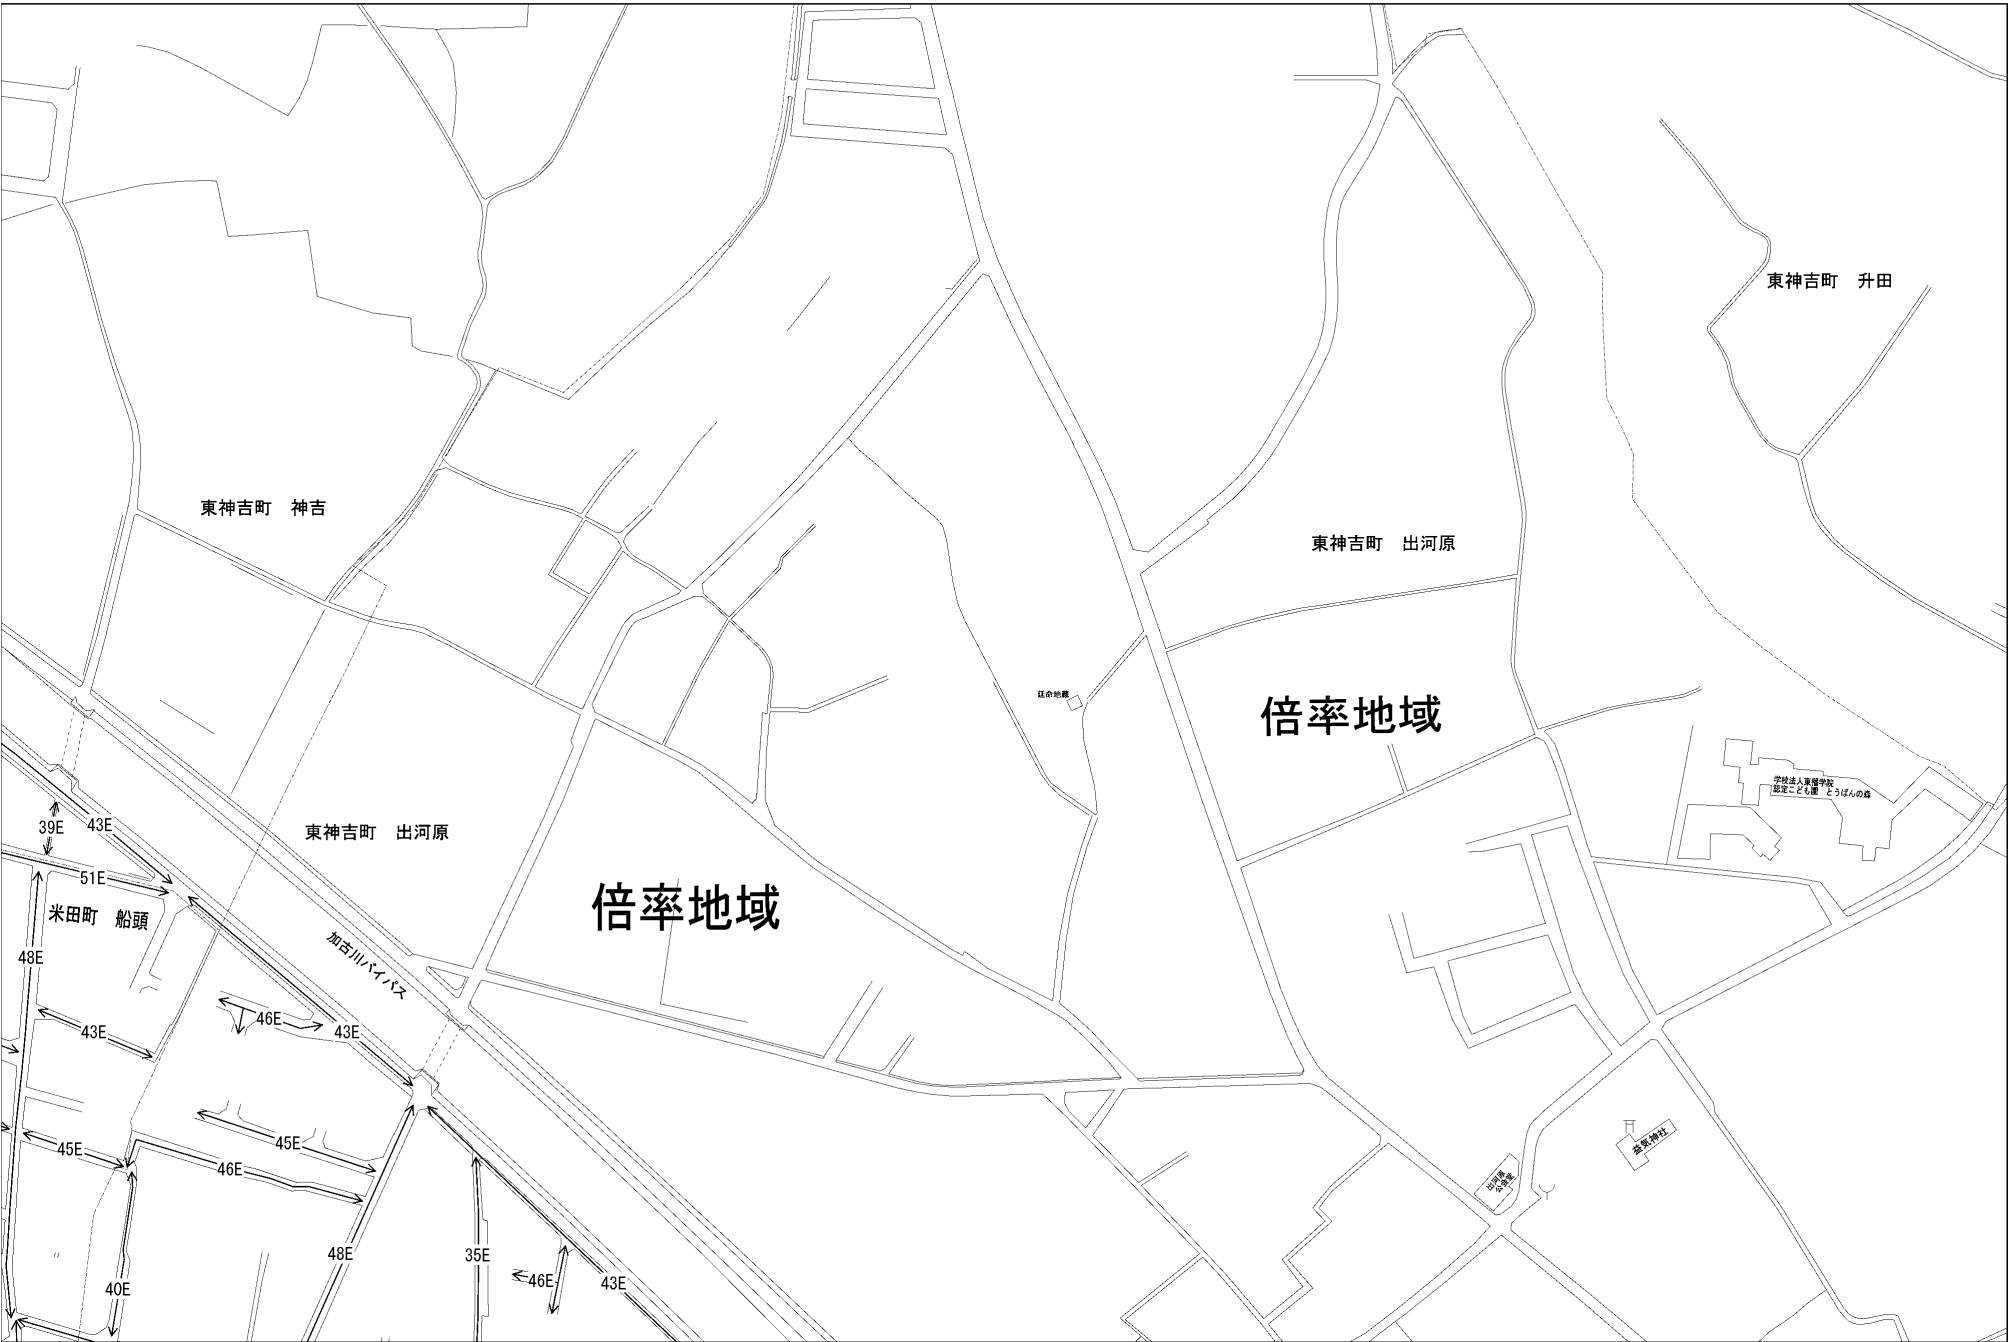 東神吉町　升田
東神吉町　神吉
東神吉町　出河原
延命地蔵
倍率地域
学校法人東播学院
認定こども園　とうばんの森
39E
43E
東神吉町　出河原
51E
倍率地域
米田町　船頭
48E
加古川バイパス
43E
46E
43E
45E
45E
46E
益気神社
出河原
公会堂
48E
35E
46E
43E
40E